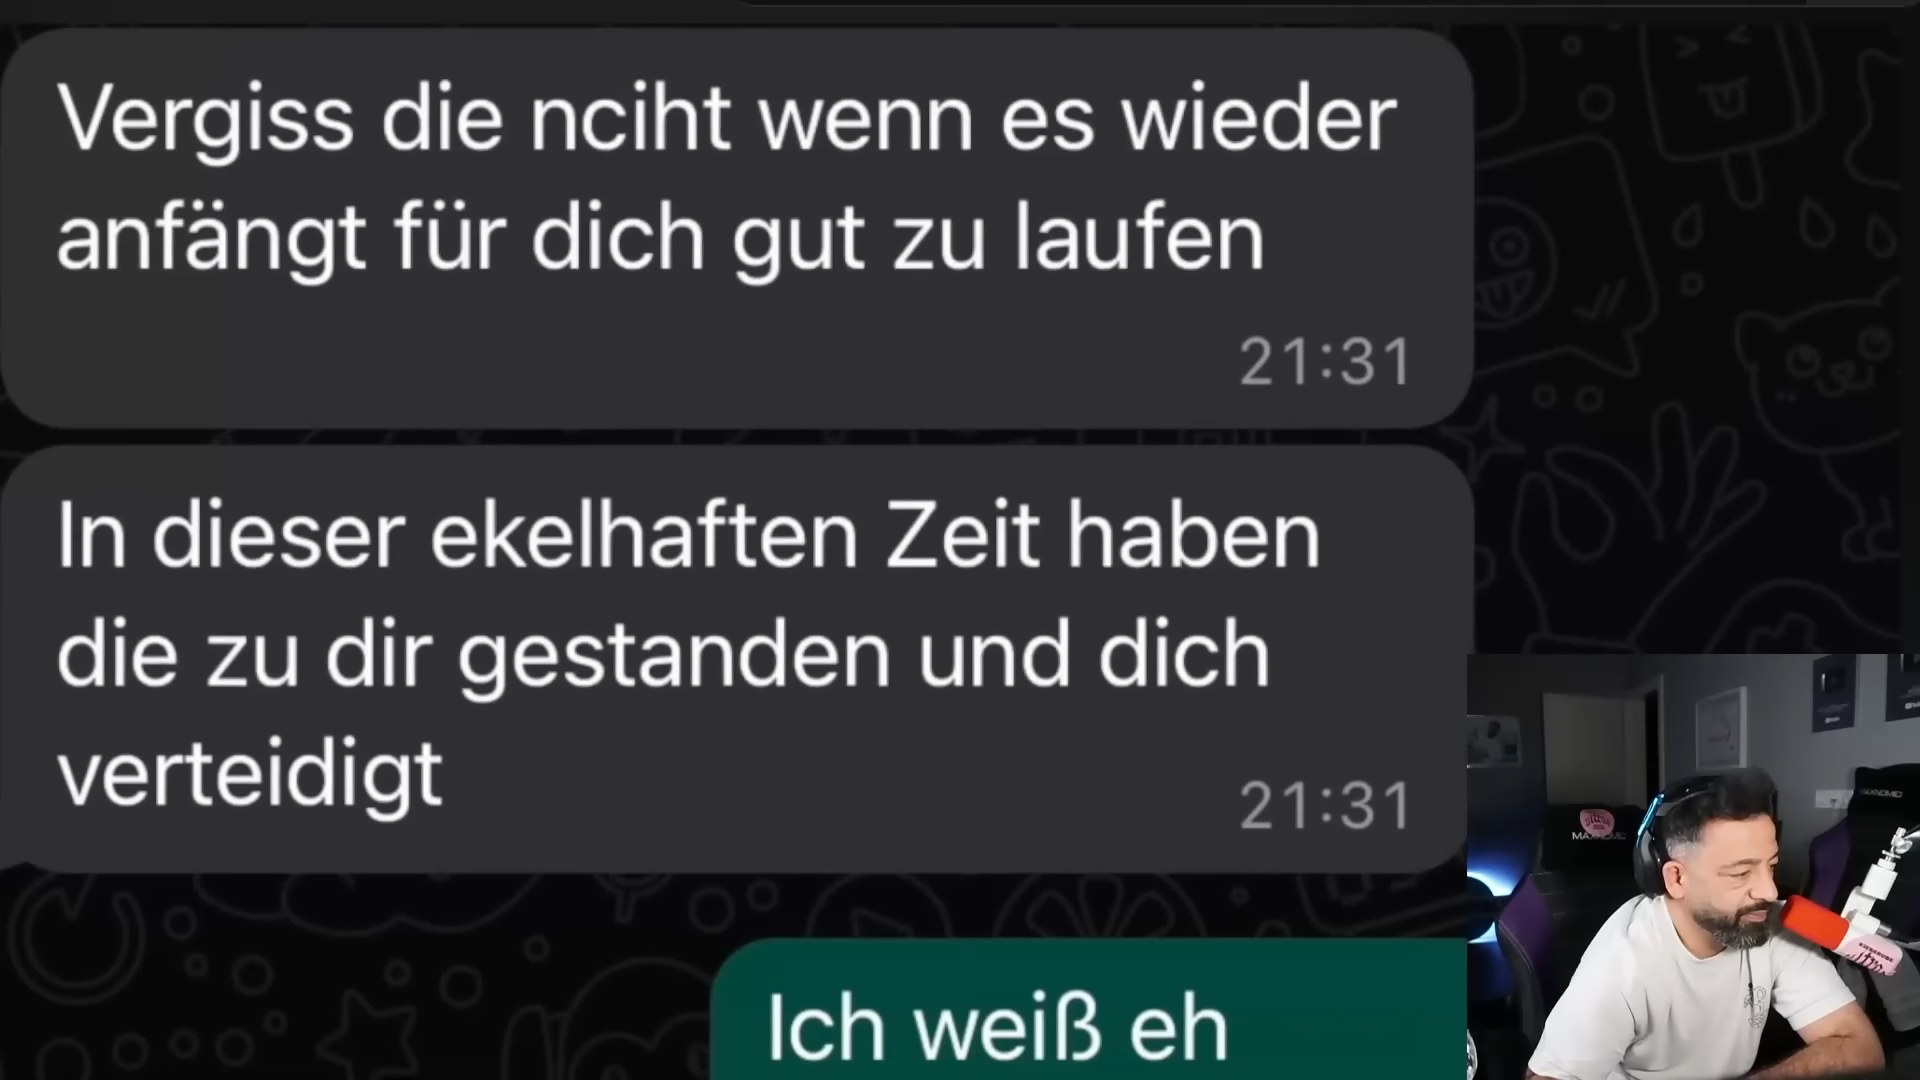 Vergiss die nciht wenn es wieder
anfängt für dich gut zu laufen
21:31
In dieser ekelhaften Zeit haben
die zu dir gestanden und dich
verteidigt
21:31
Ich weiß eh
MAXNOMIC